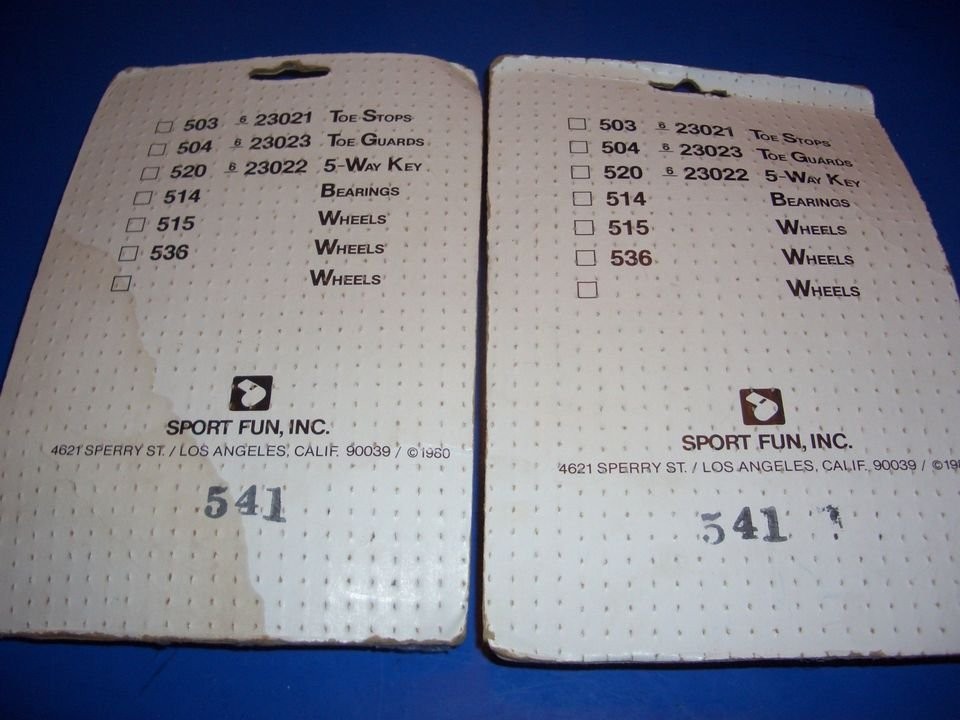 ☐ 503 6 23021 Toe Stops
☐ 504 6 23023 Toe Guards
☐ 520 6 23022 5-Way Key
☐ 514 Bearings
☐ 515 Wheels
☐ 536 Wheels
☐ Wheels
SPORT FUN, INC.
4621 SPERRY ST. / LOS ANGELES, CALIF. 90039 / © 1980
541
☐ 503 6 23021 Toe Stops
☐ 504 6 23023 Toe Guards
☐ 520 6 23022 5-Way Key
☐ 514 Bearings
☐ 515 Wheels
☐ 536 Wheels
☐ Wheels
SPORT FUN, INC.
4621 SPERRY ST. / LOS ANGELES, CALIF. 90039 / ©
541